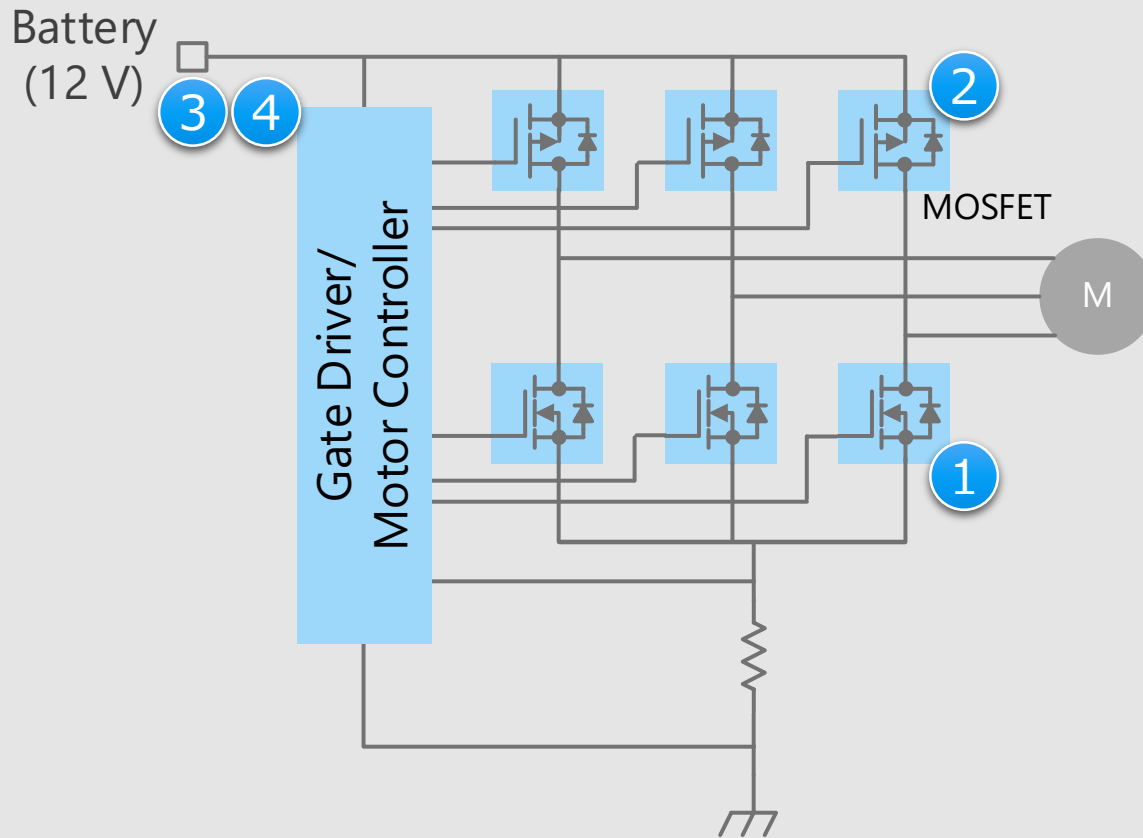 Battery
(12 V)
3
4
2
MOSFET
M
Gate Driver/
Motor Controller
1